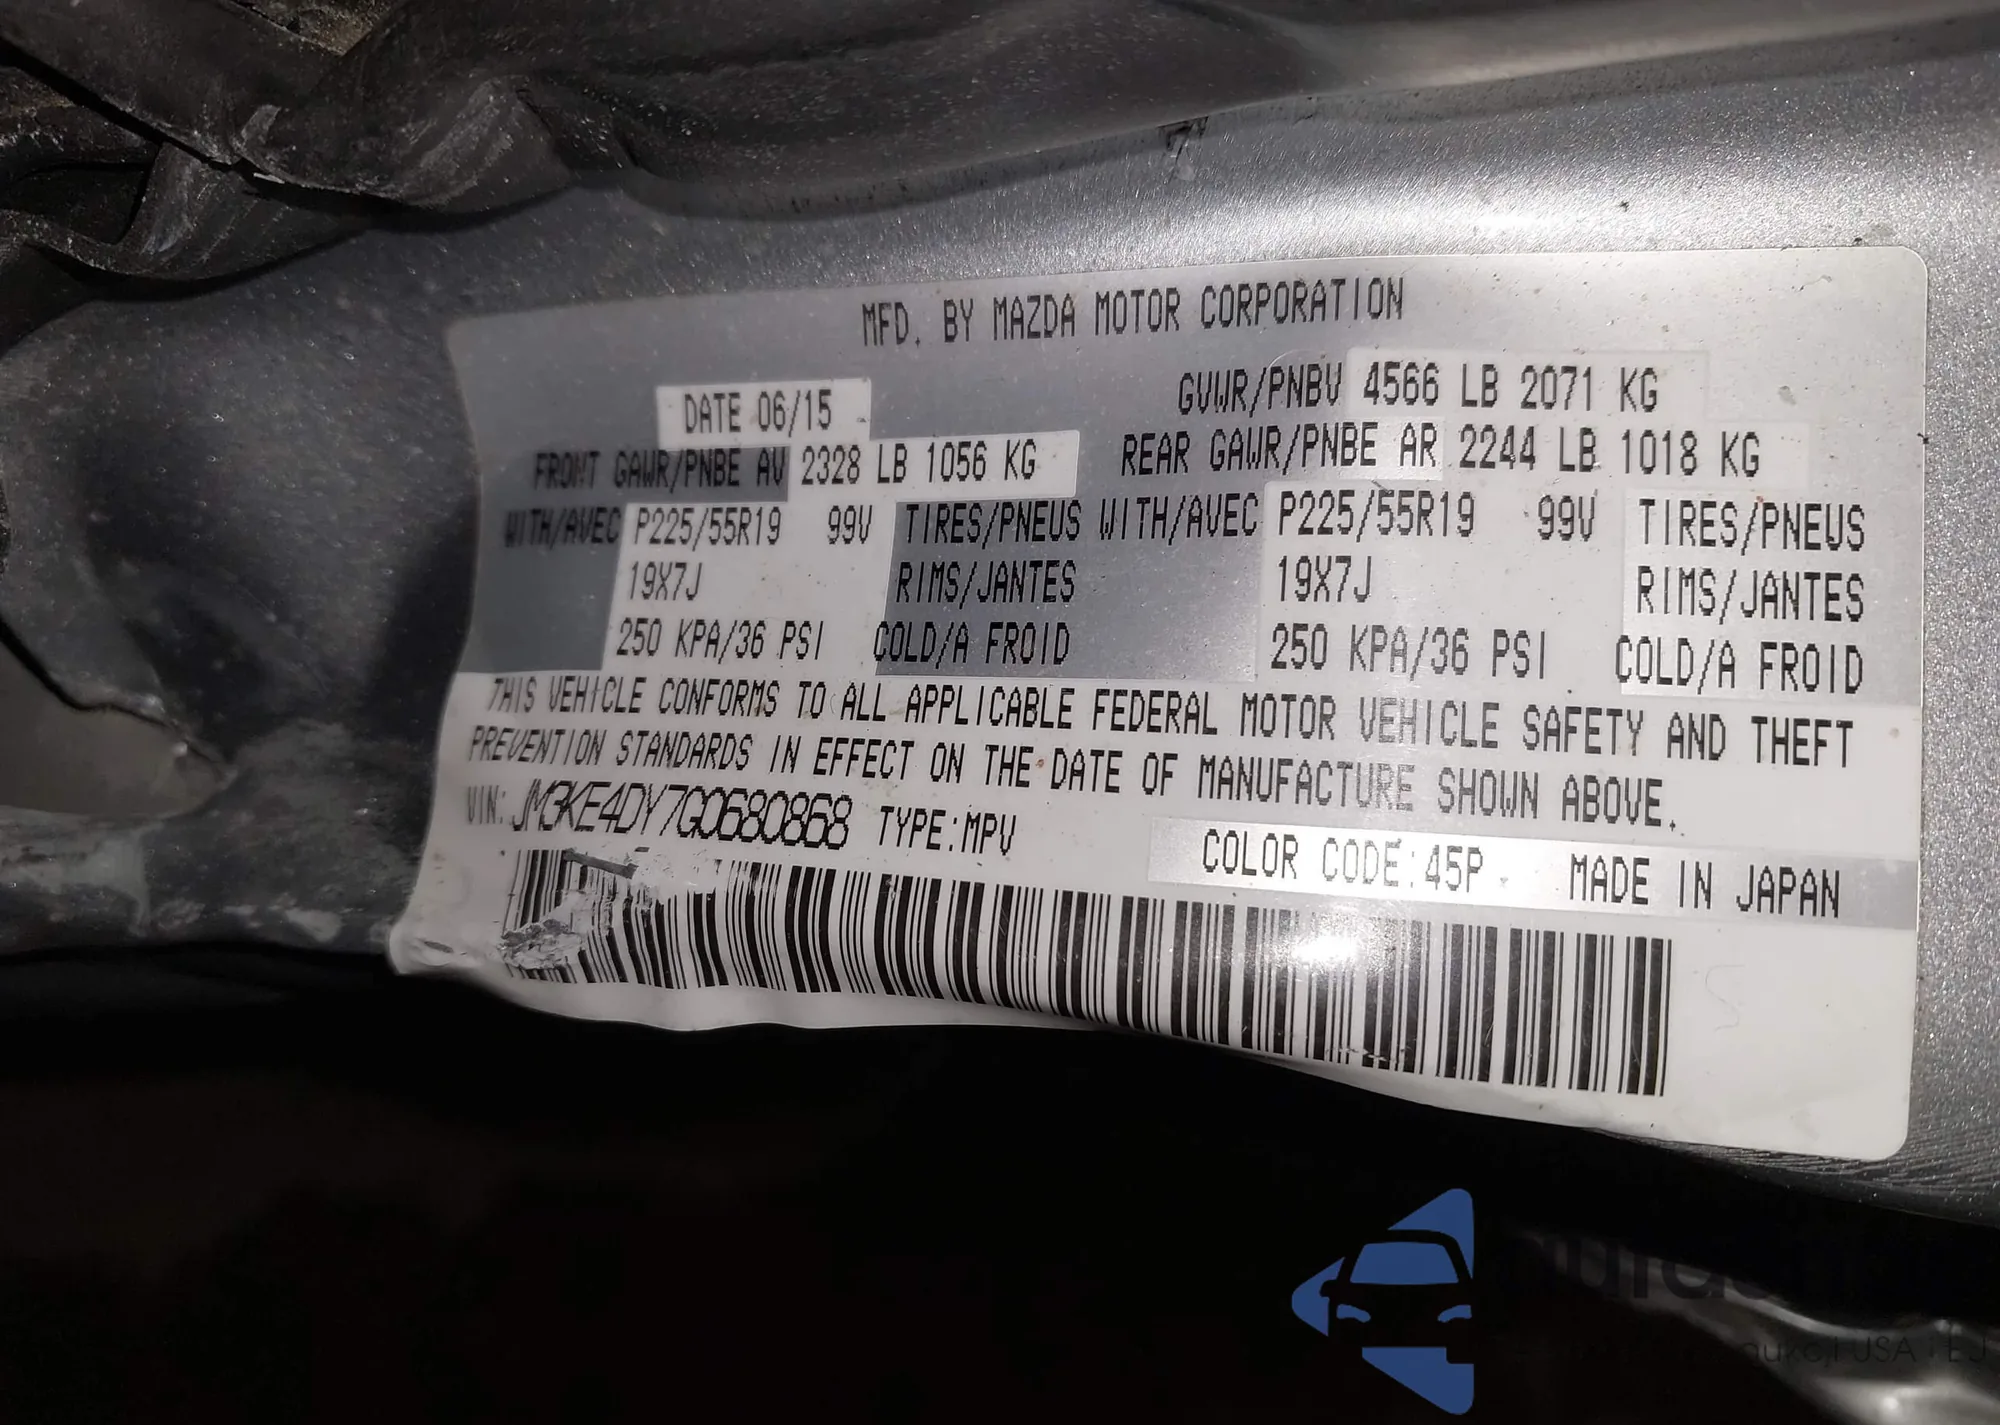 MFD. BY MAZDA MOTOR CORPORATION
DATE 06/15 GVWR/PNBV 4566 LB 2071 KG
FRONT GAWR/PNBE AV 2328 LB 1056 KG REAR GAWR/PNBE AR 2244 LB 1018 KG
WITH/AVEC P225/55R19 99V TIRES/PNEUS WITH/AVEC P225/55R19 99V TIRES/PNEUS
19X7J RIMS/JANTES 19X7J RIMS/JANTES
250 KPA/36 PSI COLD/A FROID 250 KPA/36 PSI COLD/A FROID
THIS VEHICLE CONFORMS TO ALL APPLICABLE FEDERAL MOTOR VEHICLE SAFETY AND THEFT
PREVENTION STANDARDS IN EFFECT ON THE DATE OF MANUFACTURE SHOWN ABOVE.
VIN: JM3KE4DY7G0680868 TYPE:MPV
COLOR CODE:45P MADE IN JAPAN
USA